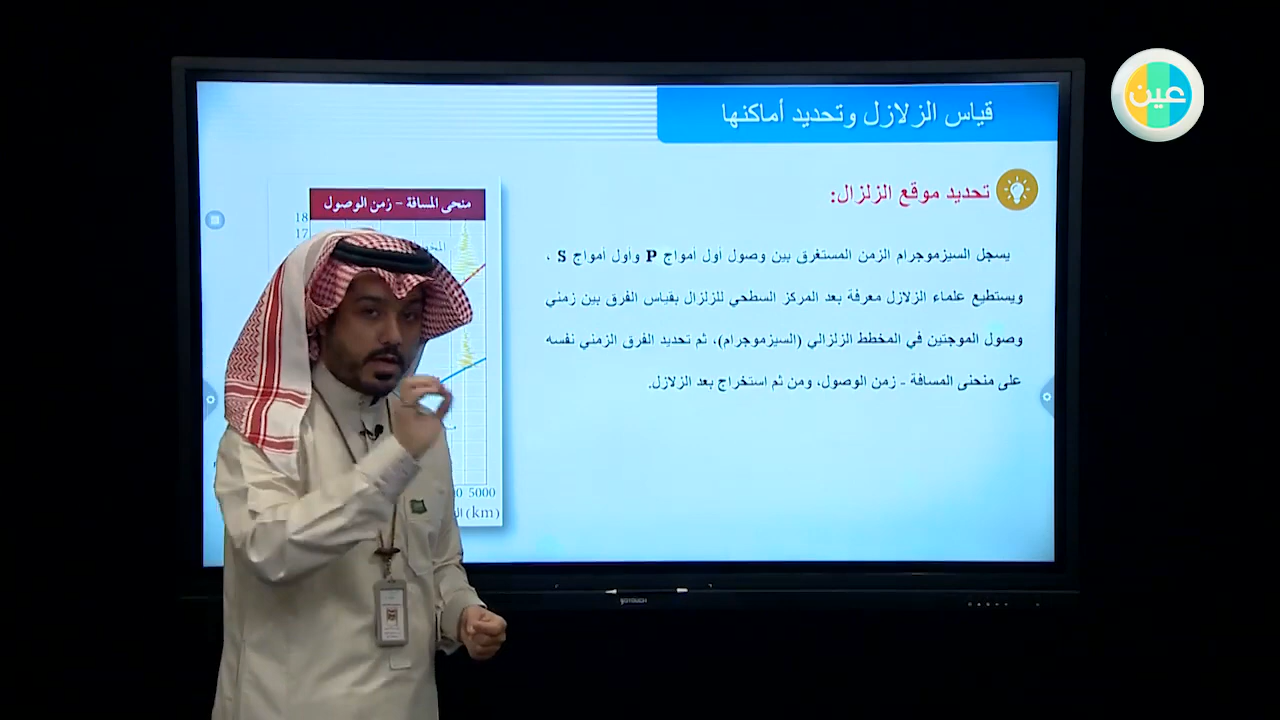 عين
قياس الزلازل وتحديد أماكنها
تحديد موقع الزلزال:
يسجل السيزموجرام الزمن المستغرق بين وصول أول أمواج P وأول أمواج S ،
ويستطيع علماء الزلازل معرفة بعد المركز السطحي للزلزال بقياس الفرق بين زمني
وصول الموجتين في المخطط الزلزالي (السيزموجرام)، ثم تحديد الفرق الزمني نفسه
على منحنى المسافة - زمن الوصول، ومن ثم استخراج بعد الزلازل.
منحى المسافة - زمن الوصول
18
17
5000
(km)